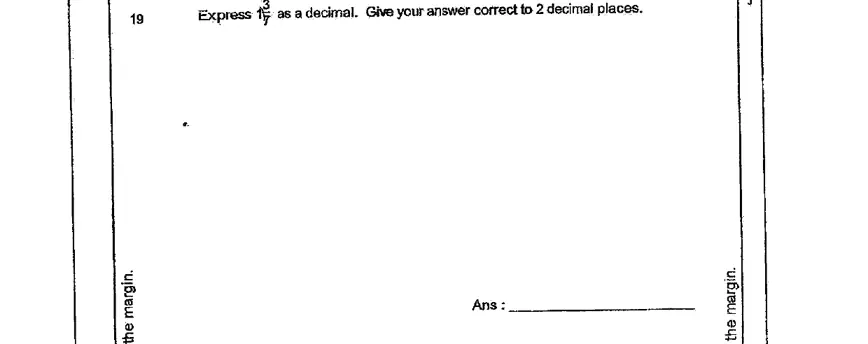 19 Express 1 3/7 as a decimal. Give your answer correct to 2 decimal places.
Ans : ____________________
the margin.
the margin.